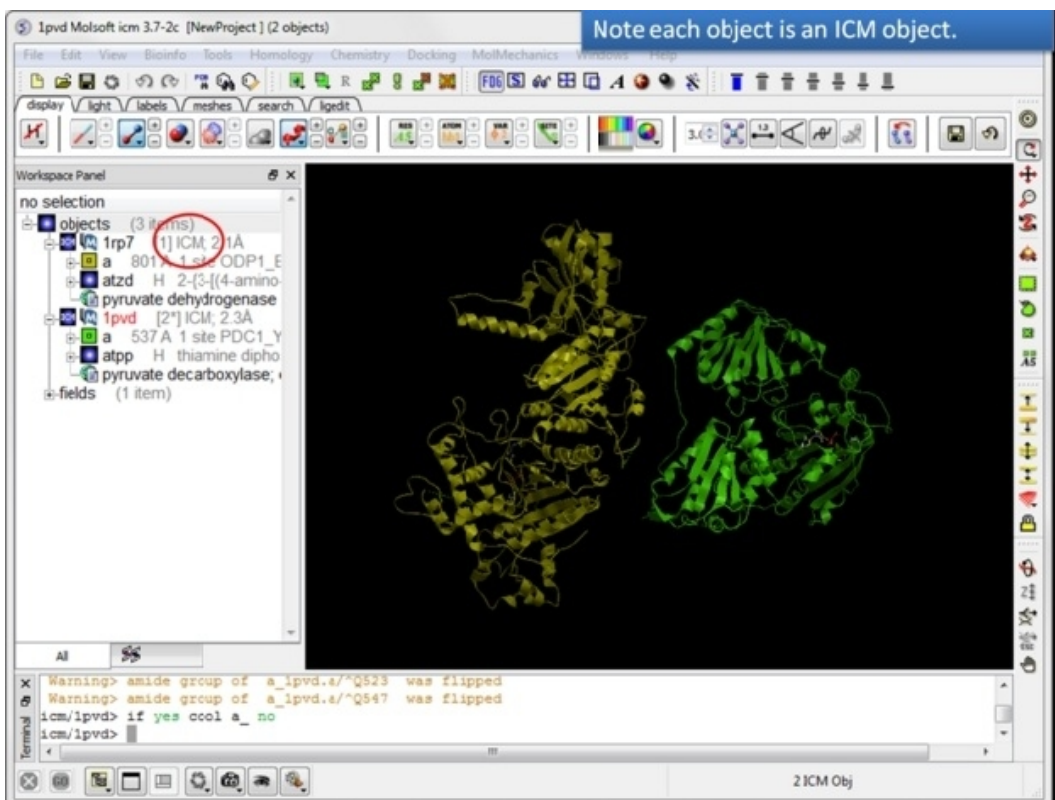 1pvd Molsoft icm 3.7-2c [NewProject ] (2 objects)
Note each object is an ICM object.
File Edit View Bioinfo Tools Homology Chemistry Docking MolMechanics Windows Help
FOG
display light labels meshes search ligedit
Workspace Panel
no selection
objects (3 items)
1rp7 [1] ICM; 2.1Å
a 801 A 1 site ODP1_E
atzd H 2-{3-[(4-amino-
pyruvate dehydrogenase
1pvd [2*] ICM; 2.3Å
a 537 A 1 site PDC1_Y
atpp H thiamine dipho
pyruvate decarboxylase;
fields (1 item)
All
Warning> amide group of a_1pvd.a/^Q523 was flipped
Warning> amide group of a_1pvd.a/^Q547 was flipped
icm/1pvd> if yes ccol a_ no
icm/1pvd>
Terminal
2 ICM Obj